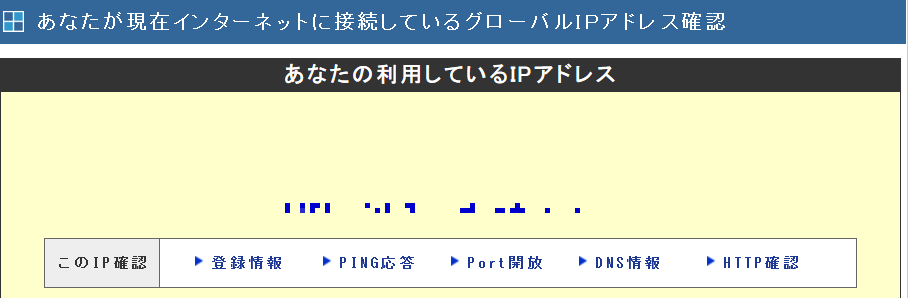 あなたが現在インターネットに接続しているグローバルIPアドレス確認
あなたの利用しているIPアドレス
このIP確認 登録情報 PING応答 Port開放 DNS情報 HTTP確認